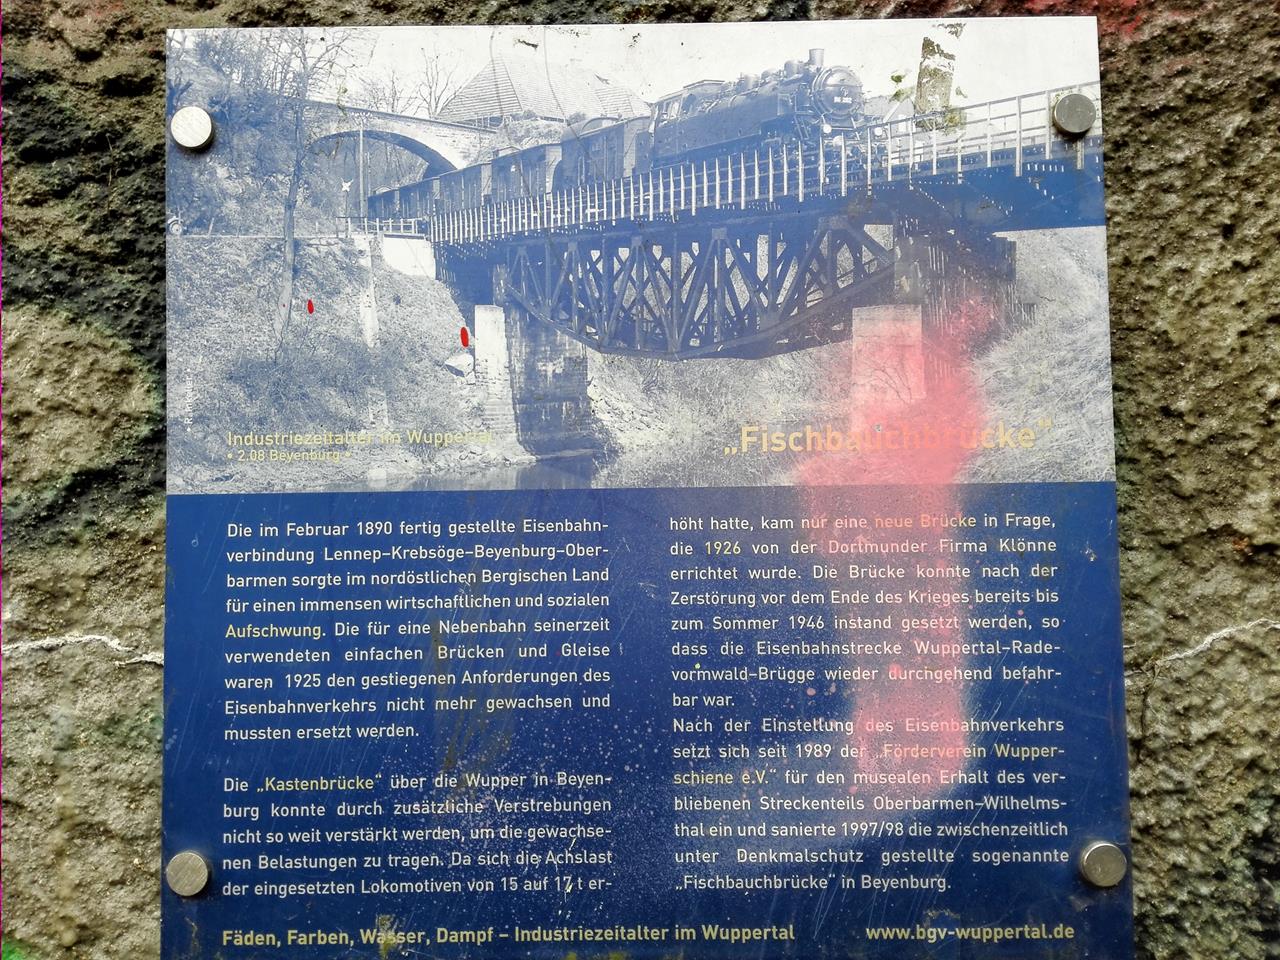 Industriezeitalter im Wuppertal
• 2.08 Beyenburg •
„Fischbauchbrücke"
Die im Februar 1890 fertig gestellte Eisenbahn-
verbindung Lennep-Krebsöge-Beyenburg-Ober-
barmen sorgte im nordöstlichen Bergischen Land
für einen immensen wirtschaftlichen und sozialen
Aufschwung. Die für eine Nebenbahn seinerzeit
verwendeten einfachen Brücken und Gleise
waren 1925 den gestiegenen Anforderungen des
Eisenbahnverkehrs nicht mehr gewachsen und
mussten ersetzt werden.
Die „Kastenbrücke" über die Wupper in Beyen-
burg konnte durch zusätzliche Verstrebungen
nicht so weit verstärkt werden, um die gewachse-
nen Belastungen zu tragen. Da sich die Achslast
der eingesetzten Lokomotiven von 15 auf 17 t er-
höht hatte, kam nur eine neue Brücke in Frage,
die 1926 von der Dortmunder Firma Klönne
errichtet wurde. Die Brücke konnte nach der
Zerstörung vor dem Ende des Krieges bereits bis
zum Sommer 1946 instand gesetzt werden, so
dass die Eisenbahnstrecke Wuppertal-Rade-
vormwald-Brügge wieder durchgehend befahr-
bar war.
Nach der Einstellung des Eisenbahnverkehrs
setzt sich seit 1989 der „Förderverein Wupper-
schiene e.V." für den musealen Erhalt des ver-
bliebenen Streckenteils Oberbarmen-Wilhelms-
thal ein und sanierte 1997/98 die zwischenzeitlich
unter Denkmalschutz gestellte sogenannte
„Fischbauchbrücke" in Beyenburg.
Fäden, Farben, Wasser, Dampf – Industriezeitalter im Wuppertal
www.bgv-wuppertal.de